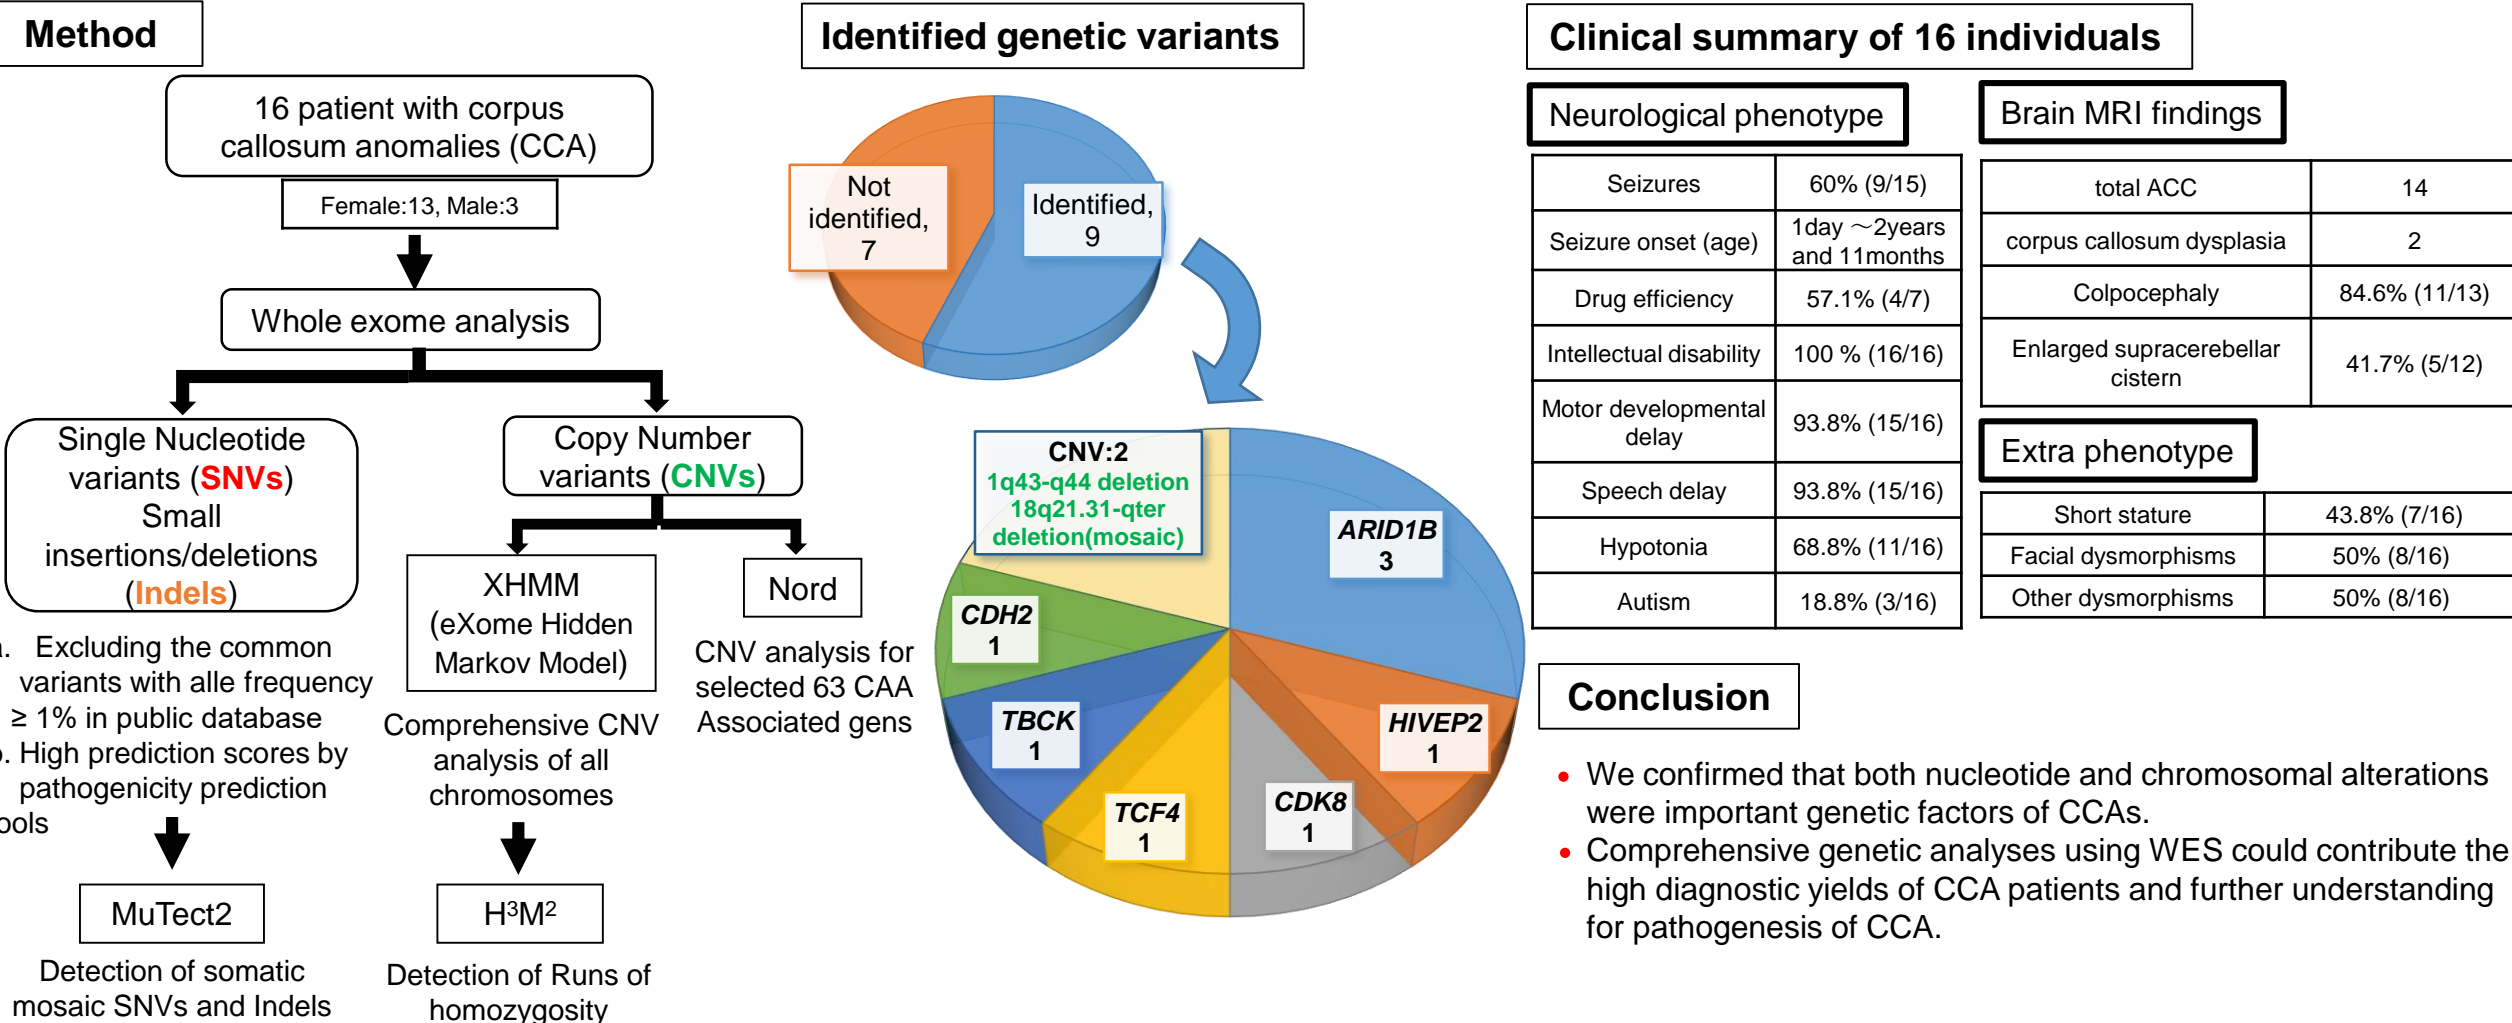 Method
16 patient with corpus
callosum anomalies (CCA)
Female:13, Male:3
Whole exome analysis
Single Nucleotide
variants (SNVs)
Small
insertions/deletions
(Indels)
Copy Number
variants (CNVs)
XHMM
(eXome Hidden
Markov Model)
Nord
Excluding the common
variants with alle frequency
≥ 1% in public database
High prediction scores by
pathogenicity prediction
ools
Comprehensive CNV
analysis of all
chromosomes
CNV analysis for
selected 63 CAA
Associated gens
MuTect2
Detection of somatic
mosaic SNVs and Indels
H³M²
Detection of Runs of
homozygosity
Identified genetic variants
Not
identified,
7
Identified,
9
CNV:2
1q43-q44 deletion
18q21.31-qter
deletion(mosaic)
ARID1B
3
HIVEP2
1
CDK8
1
TCF4
1
TBCK
1
CDH2
1
Clinical summary of 16 individuals
Neurological phenotype
Seizures 60% (9/15)
Seizure onset (age) 1day ~2years
and 11months
Drug efficiency 57.1% (4/7)
Intellectual disability 100 % (16/16)
Motor developmental
delay 93.8% (15/16)
Speech delay 93.8% (15/16)
Hypotonia 68.8% (11/16)
Autism 18.8% (3/16)
Brain MRI findings
total ACC 14
corpus callosum dysplasia 2
Colpocephaly 84.6% (11/13)
Enlarged supracerebellar
cistern 41.7% (5/12)
Extra phenotype
Short stature 43.8% (7/16)
Facial dysmorphisms 50% (8/16)
Other dysmorphisms 50% (8/16)
Conclusion
• We confirmed that both nucleotide and chromosomal alterations
were important genetic factors of CCAs.
• Comprehensive genetic analyses using WES could contribute the
high diagnostic yields of CCA patients and further understanding
for pathogenesis of CCA.